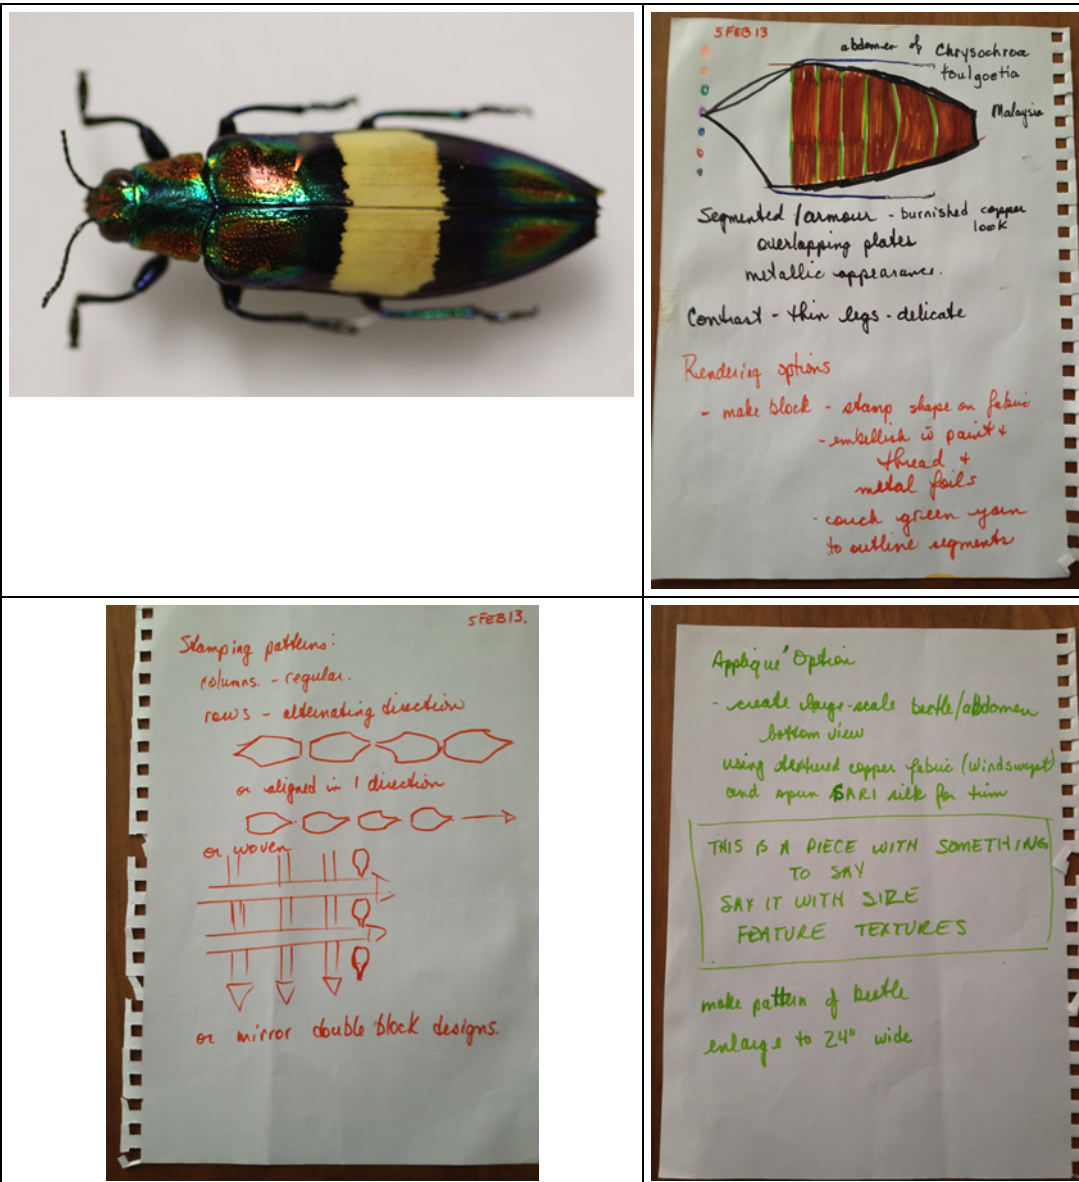 5 FEB 13
abdomen of Chrysochroa
toulgoetia
Malaysia
Segmented / armour - burnished copper
look
overlapping plates
metallic appearance.
Contrast - thin legs - delicate
Rendering options
- make block - stamp shape on fabric
- embellish w̄ paint +
thread +
metal foils
- couch green yarn
to outline segments
5 FEB 13.
Stamping patterns:
columns. - regular.
rows - alternating direction
or aligned in 1 direction
or woven
or mirror double block designs.
Applique' Option
- create large-scale beetle/abdomen
bottom view
using textured copper fabric (windswept)
and spun SARI silk for trim
THIS IS A PIECE WITH SOMETHING
TO SAY
SAY IT WITH SIZE
FEATURE TEXTURES
make pattern of beetle
enlarge to 24" wide